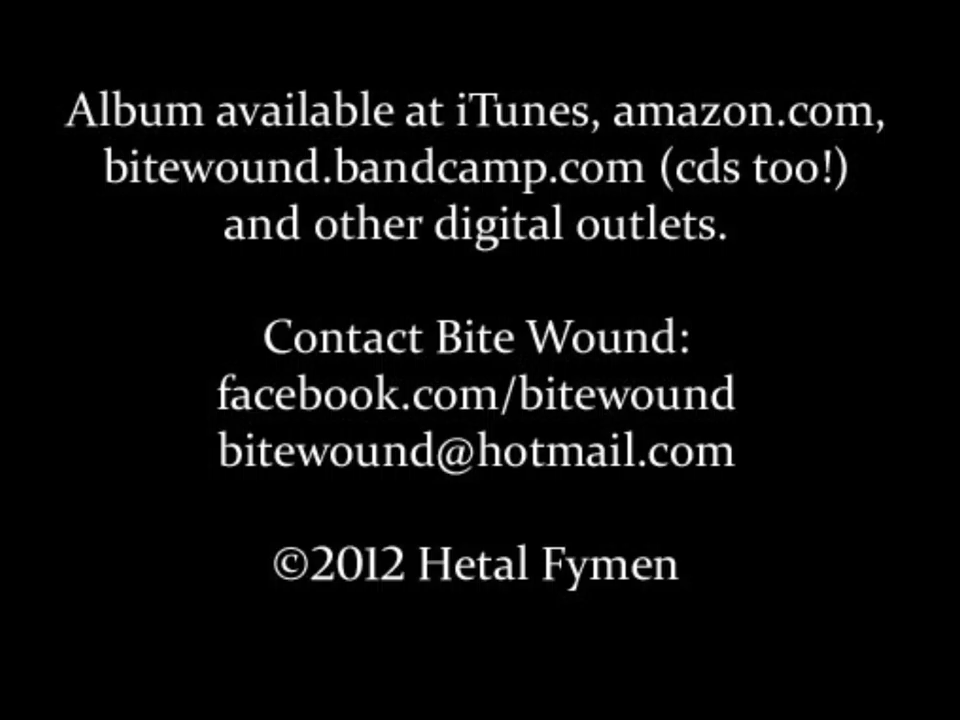 Album available at iTunes, amazon.com,
bitewound.bandcamp.com (cds too!)
and other digital outlets.
Contact Bite Wound:
facebook.com/bitewound
bitewound@hotmail.com
©2012 Hetal Fymen